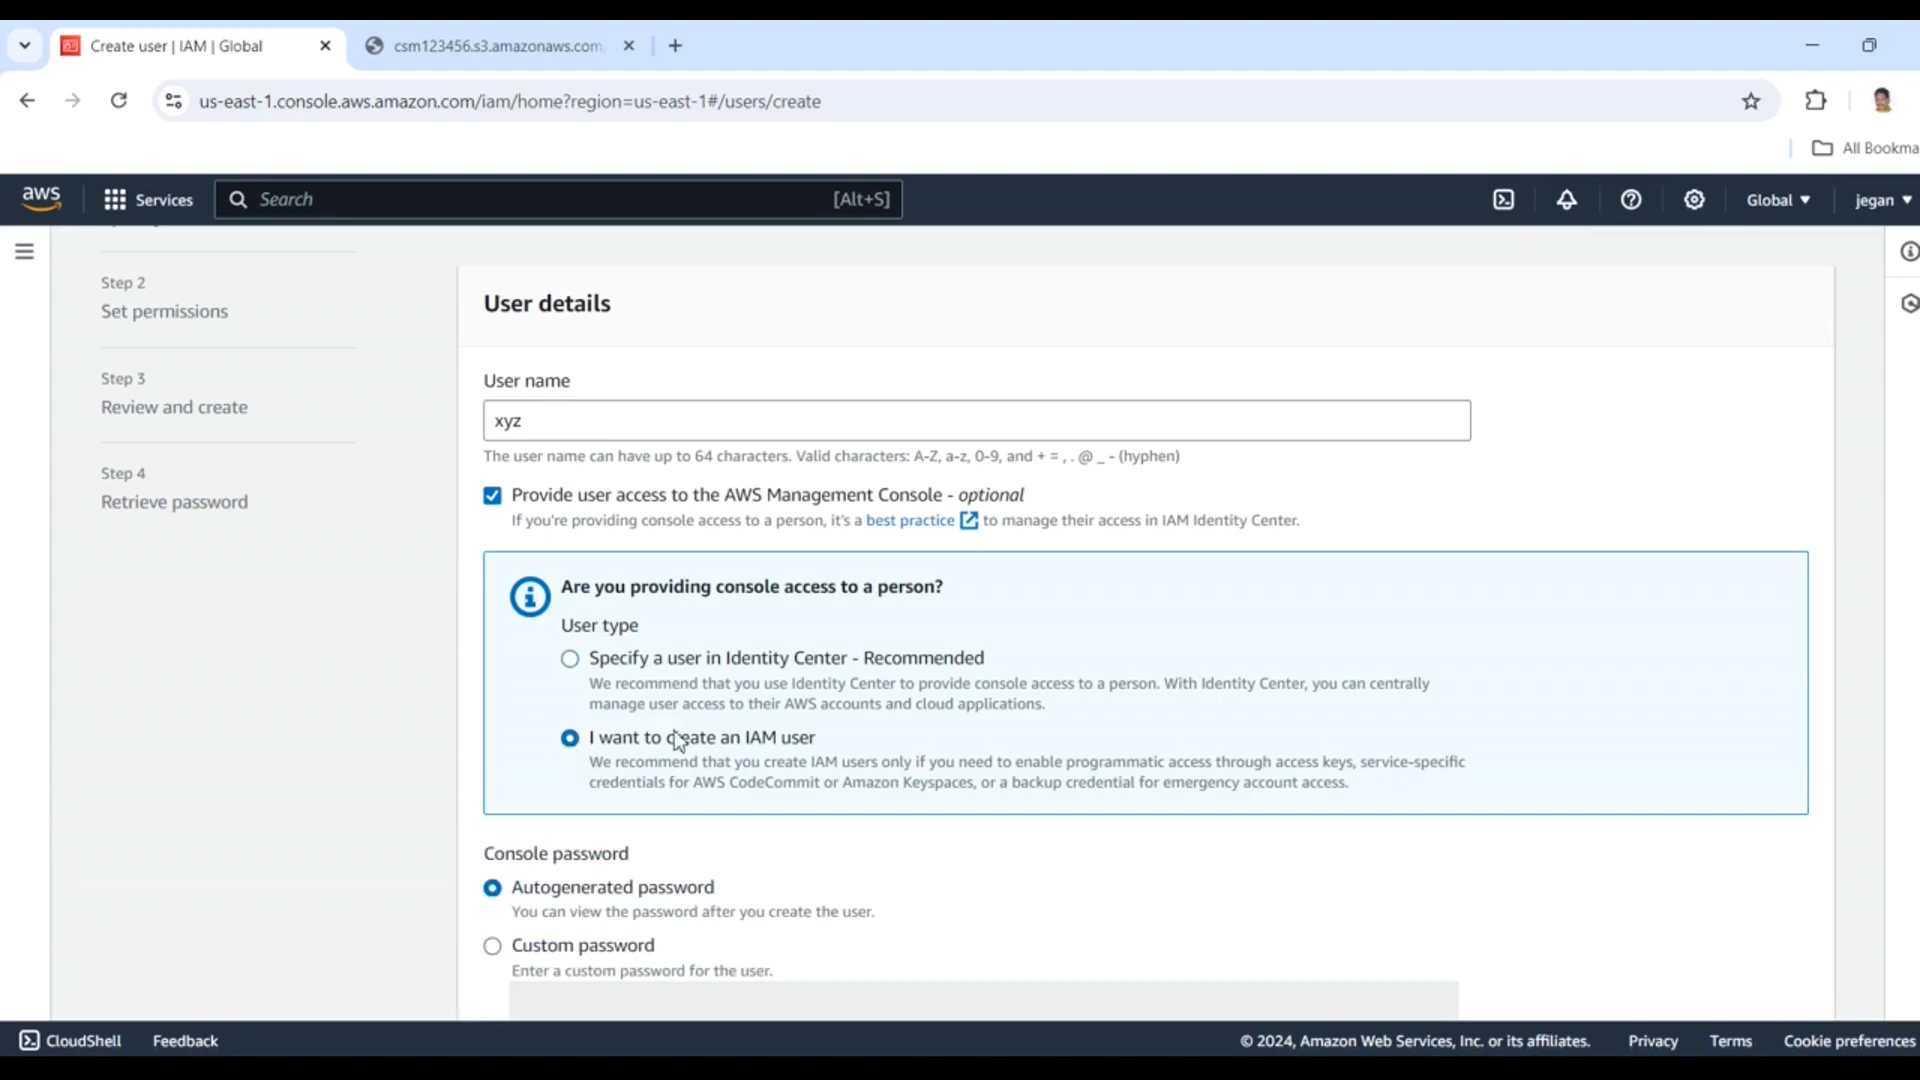 Create user | IAM | Global
csm123456.s3.amazonaws.com
us-east-1.console.aws.amazon.com/iam/home?region=us-east-1#/users/create
All Bookma
aws
Services
Search
[Alt+S]
Global
jegan
Step 2
Set permissions
Step 3
Review and create
Step 4
Retrieve password
User details
User name
xyz
The user name can have up to 64 characters. Valid characters: A-Z, a-z, 0-9, and + = , . @ _ - (hyphen)
Provide user access to the AWS Management Console - optional
If you're providing console access to a person, it's a best practice to manage their access in IAM Identity Center.
Are you providing console access to a person?
User type
Specify a user in Identity Center - Recommended
We recommend that you use Identity Center to provide console access to a person. With Identity Center, you can centrally
manage user access to their AWS accounts and cloud applications.
I want to create an IAM user
We recommend that you create IAM users only if you need to enable programmatic access through access keys, service-specific
credentials for AWS CodeCommit or Amazon Keyspaces, or a backup credential for emergency account access.
Console password
Autogenerated password
You can view the password after you create the user.
Custom password
Enter a custom password for the user.
CloudShell
Feedback
© 2024, Amazon Web Services, Inc. or its affiliates.
Privacy
Terms
Cookie preferences